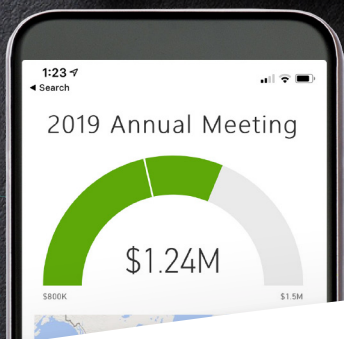 1:23
Search
2019 Annual Meeting
$1.24M
$800K
$1.5M